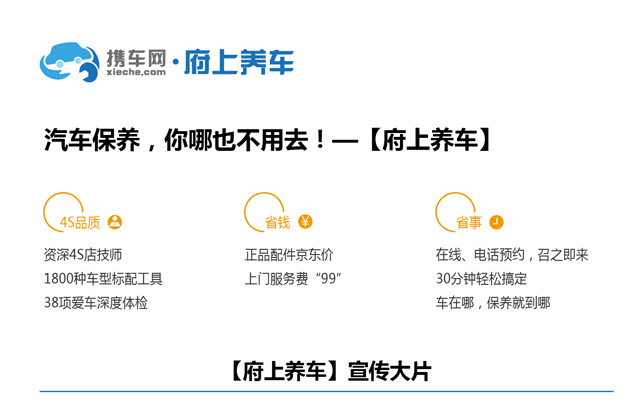 携车网
xieche.com
·府上养车
汽车保养，你哪也不用去！—【府上养车】
4S品质
资深4S店技师
1800种车型标配工具
38项爱车深度体检
省钱
正品配件京东价
上门服务费“99”
省事
在线、电话预约，召之即来
30分钟轻松搞定
车在哪，保养就到哪
【府上养车】宣传大片